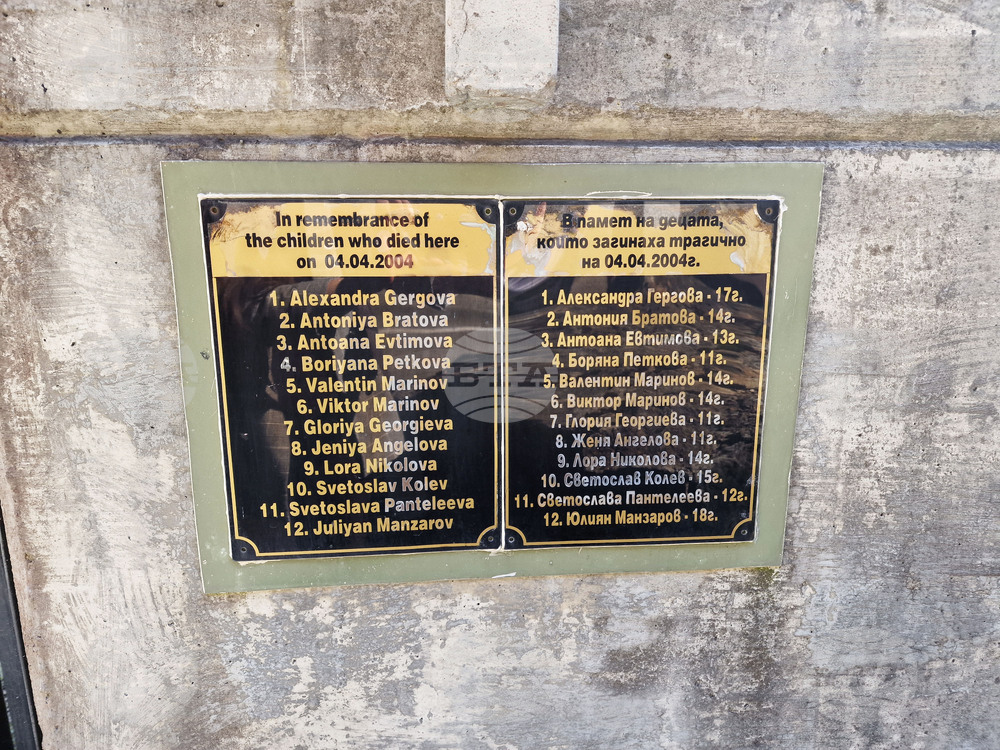 In remembrance of
the children who died here
on 04.04.2004
1. Alexandra Gergova
2. Antoniya Bratova
3. Antoana Evtimova
4. Boriyana Petkova
5. Valentin Marinov
6. Viktor Marinov
7. Gloriya Georgieva
8. Jeniya Angelova
9. Lora Nikolova
10. Svetoslav Kolev
11. Svetoslava Panteleeva
12. Juliyan Manzarov
В памет на децата,
които загинаха трагично
на 04.04.2004г.
1. Александра Гергова - 17г.
2. Антония Братова - 14г.
3. Антоана Евтимова - 13г.
4. Боряна Петкова - 11г.
5. Валентин Маринов - 14г.
6. Виктор Маринов - 14г.
7. Глория Георгиева - 11г.
8. Женя Ангелова - 11г.
9. Лора Николова - 14г.
10. Светослав Колев - 15г.
11. Светослава Пантелеева - 12г.
12. Юлиян Манзаров - 18г.